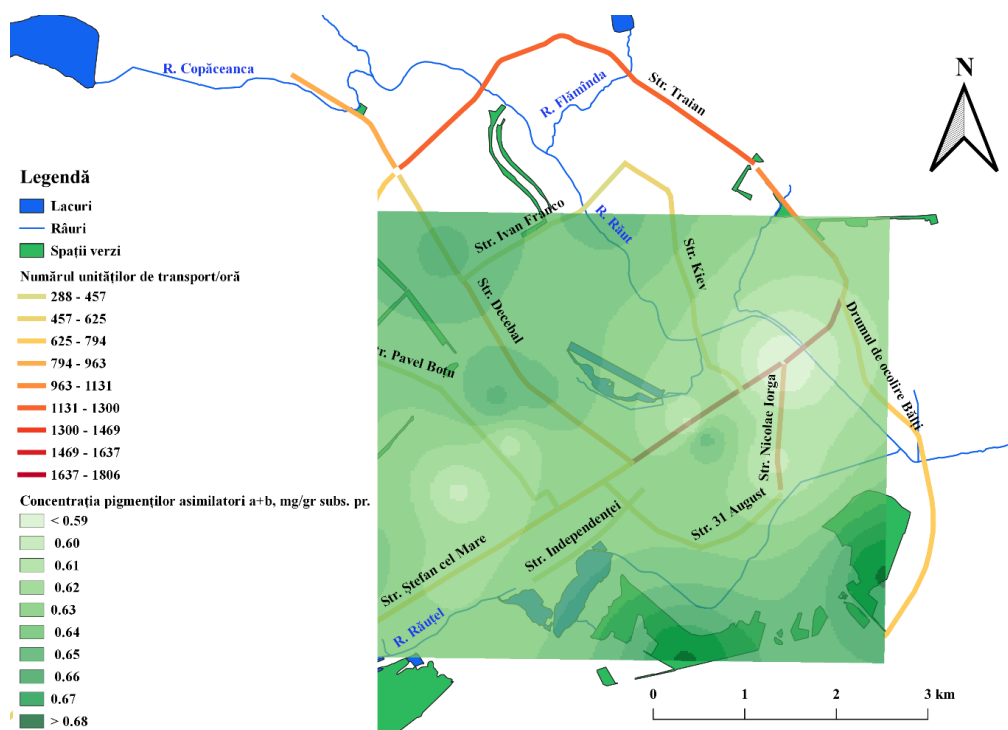 R. Copăceanca
R. Flămînda
Str. Traian
N
Legendă
Lacuri
Râuri
Spații verzi
Numărul unităților de transport/oră
288 - 457
457 - 625
625 - 794
794 - 963
963 - 1131
1131 - 1300
1300 - 1469
1469 - 1637
1637 - 1806
Concentrația pigmenților asimilatori a+b, mg/gr subs. pr.
< 0.59
0.60
0.61
0.62
0.63
0.64
0.65
0.66
0.67
> 0.68
Str. Ivan Franco
R. Răut
Str. Kiev
Str. Decebal
Str. Pavel Boțu
Drumul de ocolire Bălți
Str. Nicolae Iorga
Str. 31 August
Str. Independenței
Str. Ștefan cel Mare
R. Răuțel
0 1 2 3 km